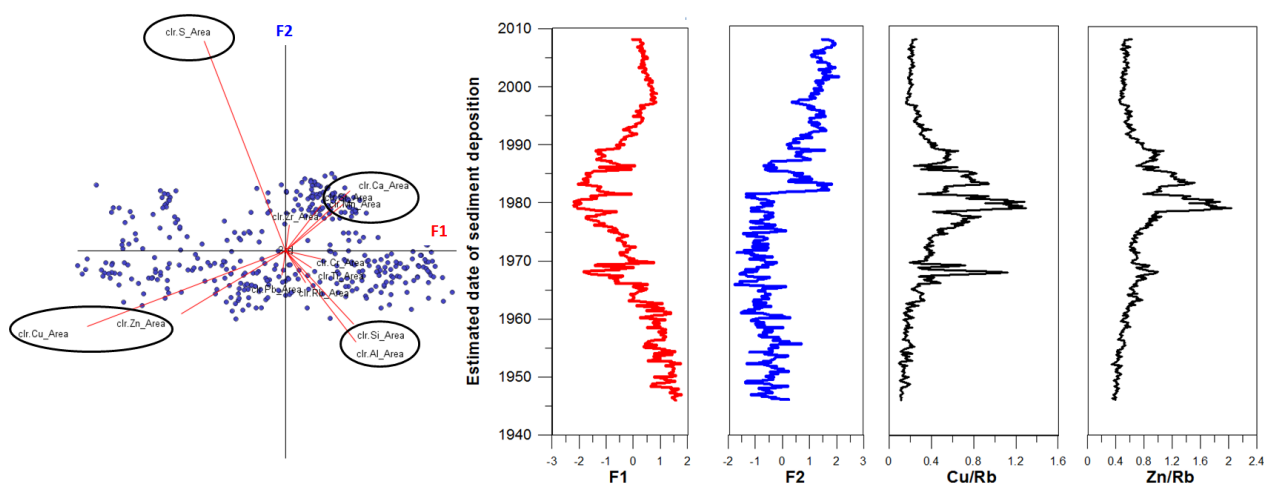 clr.S_Area
F2
clr.Ca_Area
clr.Zr_Area
F1
clr.Pb_Area
clr.Cu_Area
clr.Zn_Area
clr.Si_Area
clr.Al_Area
Estimated date of sediment deposition
2010
2000
1990
1980
1970
1960
1950
1940
-3 -2 -1 0 1 2
F1
-2 -1 0 1 2 3
F2
0 0.4 0.8 1.2 1.6
Cu/Rb
0 0.4 0.8 1.2 1.6 2 2.4
Zn/Rb